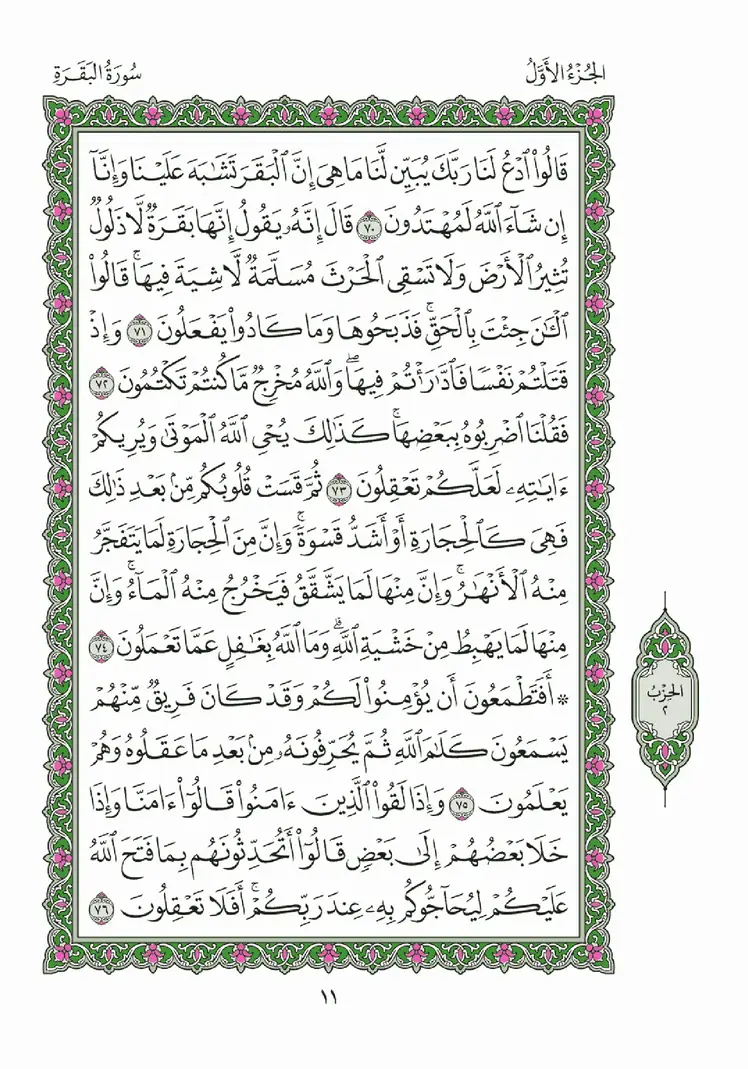 الجُزْءُ الأَوَّلُ
سُورَةُ البَقَرَةِ
قَالُوا۟ ٱدْعُ لَنَا رَبَّكَ يُبَيِّن لَّنَا مَا هِىَ إِنَّ ٱلْبَقَرَ تَشَٰبَهَ عَلَيْنَا وَإِنَّآ
إِن شَآءَ ٱللَّهُ لَمُهْتَدُونَ ٧٠ قَالَ إِنَّهُۥ يَقُولُ إِنَّهَا بَقَرَةٌ لَّا ذَلُولٌ
تُثِيرُ ٱلْأَرْضَ وَلَا تَسْقِى ٱلْحَرْثَ مُسَلَّمَةٌ لَّا شِيَةَ فِيهَا ۚ قَالُوا۟
ٱلْـَٰٔنَ جِئْتَ بِٱلْحَقِّ ۚ فَذَبَحُوهَا وَمَا كَادُوا۟ يَفْعَلُونَ ٧١ وَإِذْ
قَتَلْتُمْ نَفْسًا فَٱدَّٰرَْٰٔتُمْ فِيهَا ۖ وَٱللَّهُ مُخْرِجٌ مَّا كُنتُمْ تَكْتُمُونَ ٧٢
فَقُلْنَا ٱضْرِبُوهُ بِبَعْضِهَا ۚ كَذَٰلِكَ يُحْىِ ٱللَّهُ ٱلْمَوْتَىٰ وَيُرِيكُمْ
ءَايَٰتِهِۦ لَعَلَّكُمْ تَعْقِلُونَ ٧٣ ثُمَّ قَسَتْ قُلُوبُكُم مِّنۢ بَعْدِ ذَٰلِكَ
فَهِىَ كَٱلْحِجَارَةِ أَوْ أَشَدُّ قَسْوَةً ۚ وَإِنَّ مِنَ ٱلْحِجَارَةِ لَمَا يَتَفَجَّرُ
مِنْهُ ٱلْأَنْهَٰرُ ۚ وَإِنَّ مِنْهَا لَمَا يَشَّقَّقُ فَيَخْرُجُ مِنْهُ ٱلْمَآءُ ۚ وَإِنَّ
مِنْهَا لَمَا يَهْبِطُ مِنْ خَشْيَةِ ٱللَّهِ ۗ وَمَا ٱللَّهُ بِغَٰفِلٍ عَمَّا تَعْمَلُونَ ٧٤
* أَفَتَطْمَعُونَ أَن يُؤْمِنُوا۟ لَكُمْ وَقَدْ كَانَ فَرِيقٌ مِّنْهُمْ
يَسْمَعُونَ كَلَٰمَ ٱللَّهِ ثُمَّ يُحَرِّفُونَهُۥ مِنۢ بَعْدِ مَا عَقَلُوهُ وَهُمْ
يَعْلَمُونَ ٧٥ وَإِذَا لَقُوا۟ ٱلَّذِينَ ءَامَنُوا۟ قَالُوٓا۟ ءَامَنَّا وَإِذَا
خَلَا بَعْضُهُمْ إِلَىٰ بَعْضٍ قَالُوٓا۟ أَتُحَدِّثُونَهُم بِمَا فَتَحَ ٱللَّهُ
عَلَيْكُمْ لِيُحَآجُّوكُم بِهِۦ عِندَ رَبِّكُمْ ۚ أَفَلَا تَعْقِلُونَ ٧٦
الحِزْبُ
٢
١١